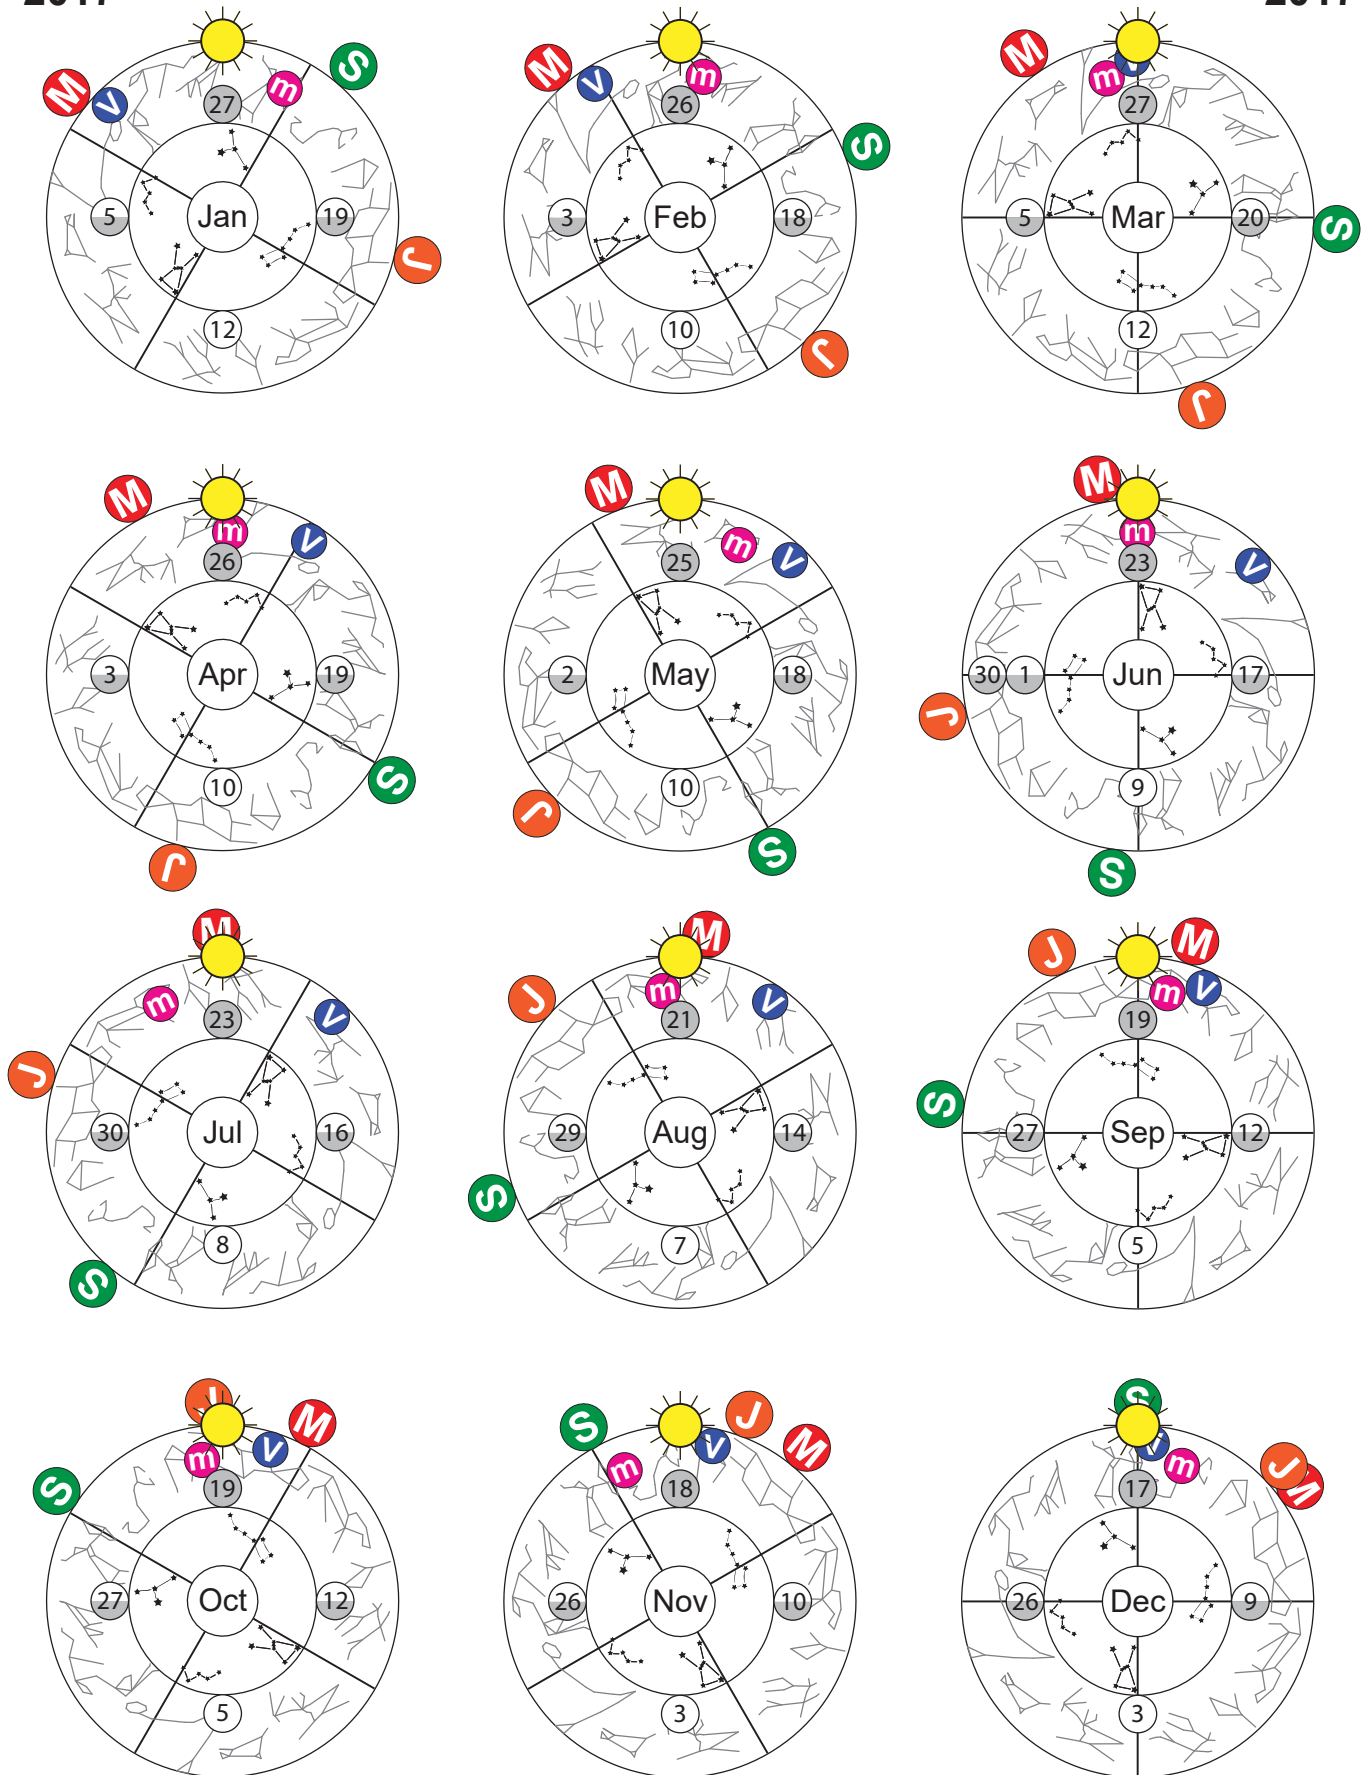 2017 2017
M V m S
27
5 Jan 19
J
12
M V m S
26
3 Feb 18
J
10
M m V
27
5 Mar 20 S
12
J
M m V
26
3 Apr 19
S
10
J
M m V
25
2 May 18
J
10
S
M m V
23
30 1 Jun 17
J
9
S
M m V
23
J
30 Jul 16
8
S
J m M V
21
29 Aug 14
S
7
J m V M
19
S
27 Sep 12
5
J M
S m V
19
27 Oct 12
5
S m V J M
18
26 Nov 10
3
S V m J M
17
26 Dec 9
3